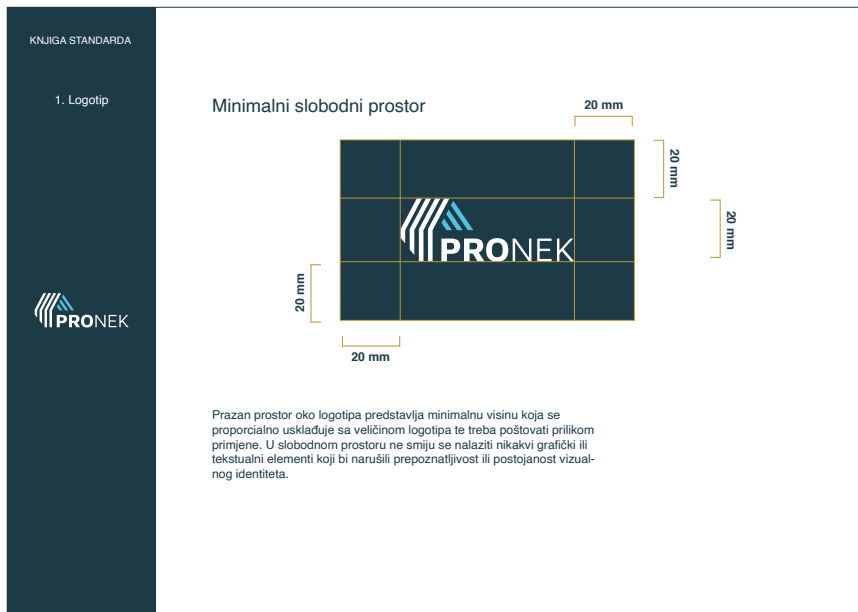 KNJIGA STANDARDA
1. Logotip
PRONEK
Minimalni slobodni prostor
20 mm
20 mm
20 mm
PRONEK
20 mm
20 mm
Prazan prostor oko logotipa predstavlja minimalnu visinu koja se
proporcialno usklađuje sa veličinom logotipa te treba poštovati prilikom
primjene. U slobodnom prostoru ne smiju se nalaziti nikakvi grafički ili
tekstualni elementi koji bi narušili prepoznatljivost ili postojanost vizual-
nog identiteta.